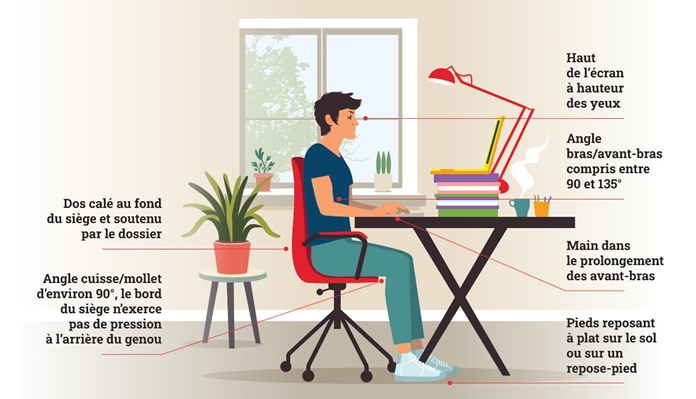 Haut
de l’écran
à hauteur
des yeux
Angle
bras/avant-bras
compris entre
90 et 135°
Dos calé au fond
du siège et soutenu
par le dossier
Main dans
le prolongement
des avant-bras
Angle cuisse/mollet
d’environ 90°, le bord
du siège n’exerce
pas de pression
à l’arrière du genou
Pieds reposant
à plat sur le sol
ou sur un
repose-pied